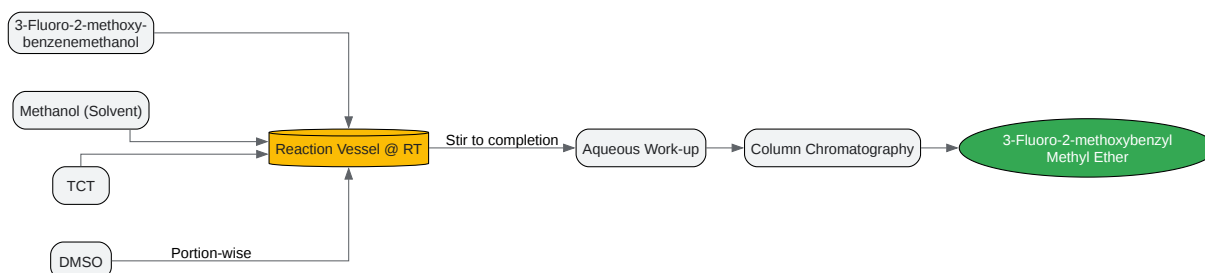 3-Fluoro-2-methoxy-
benzenemethanol
Methanol (Solvent)
TCT
DMSO
Portion-wise
Reaction Vessel @ RT
Stir to completion
Aqueous Work-up
Column Chromatography
3-Fluoro-2-methoxybenzyl
Methyl Ether